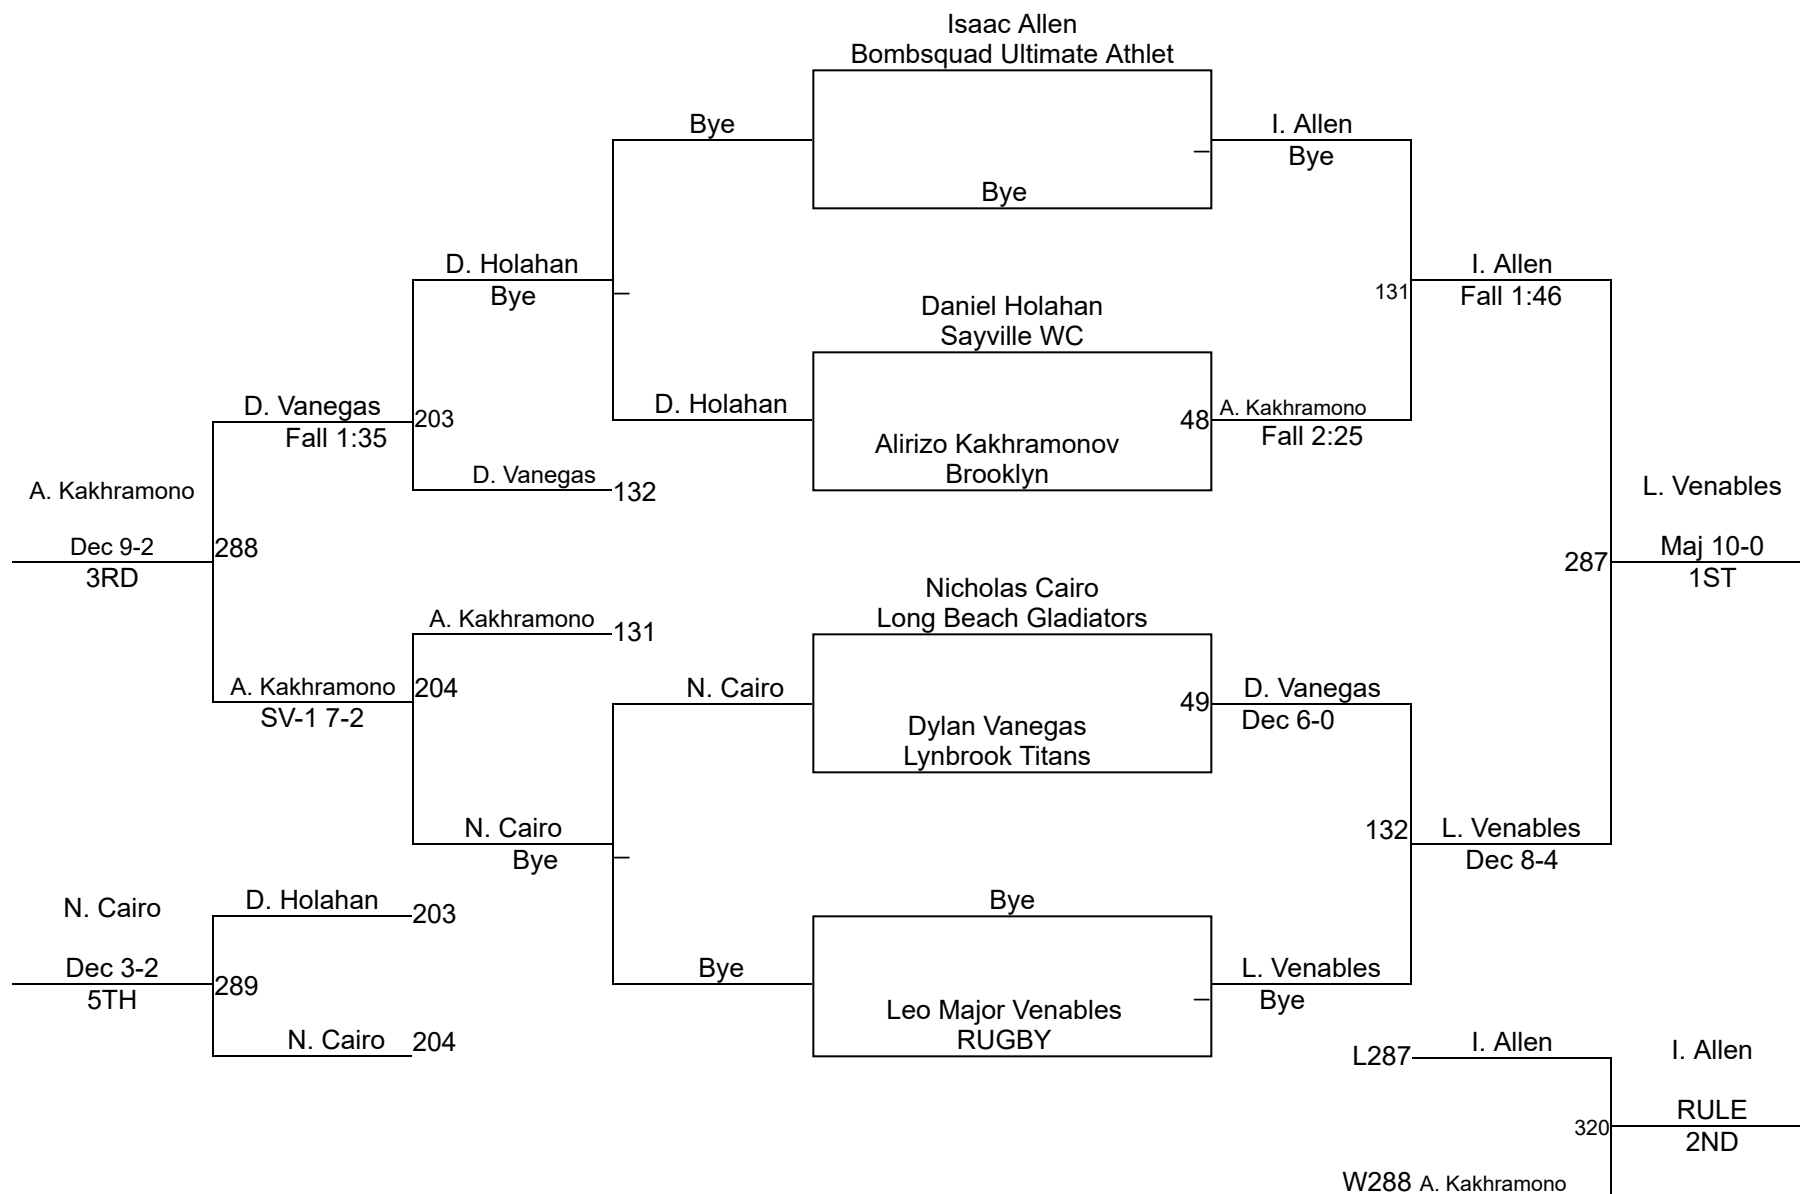 Isaac Allen
Bombsquad Ultimate Athlet
Bye
I. Allen
Bye
Bye
D. Holahan
Bye
I. Allen
131
Fall 1:46
Daniel Holahan
Sayville WC
D. Vanegas
203
Fall 1:35
D. Holahan
48
A. Kakhramono
Fall 2:25
Alirizo Kakhramonov
Brooklyn
D. Vanegas
132
A. Kakhramono
L. Venables
Dec 9-2
288
3RD
287
Maj 10-0
1ST
Nicholas Cairo
Long Beach Gladiators
A. Kakhramono
131
A. Kakhramono
204
SV-1 7-2
N. Cairo
49
D. Vanegas
Dec 6-0
Dylan Vanegas
Lynbrook Titans
N. Cairo
Bye
132
L. Venables
Dec 8-4
N. Cairo
D. Holahan
203
Bye
Dec 3-2
289
5TH
Bye
L. Venables
Bye
Leo Major Venables
RUGBY
N. Cairo
204
L287
I. Allen
I. Allen
RULE
320
2ND
W288
A. Kakhramono